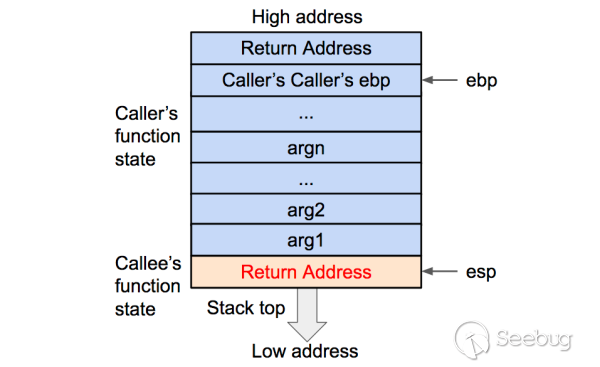 High address
Return Address
Caller's Caller's ebp
ebp
Caller's
function
state
...
argn
...
arg2
arg1
Callee's
function
state
Return Address
esp
Stack top
Low address
Seebug